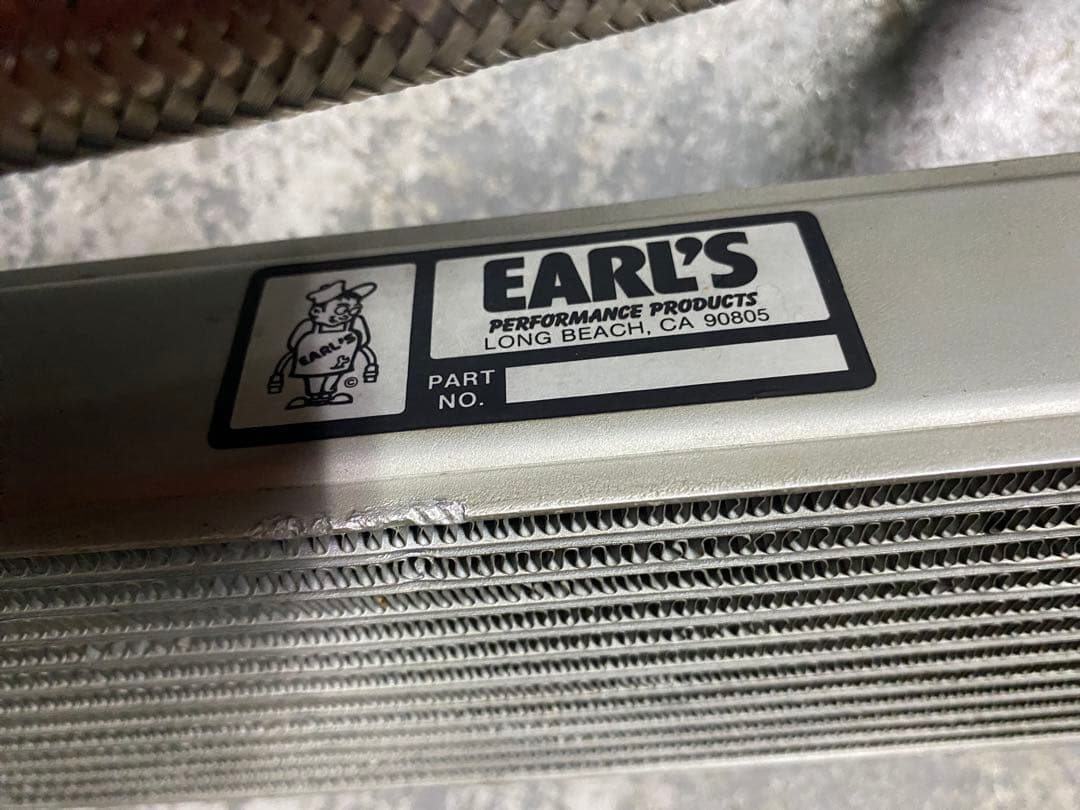 EARL'S
©
EARL'S
PERFORMANCE PRODUCTS
LONG BEACH, CA 90805
PART
NO.